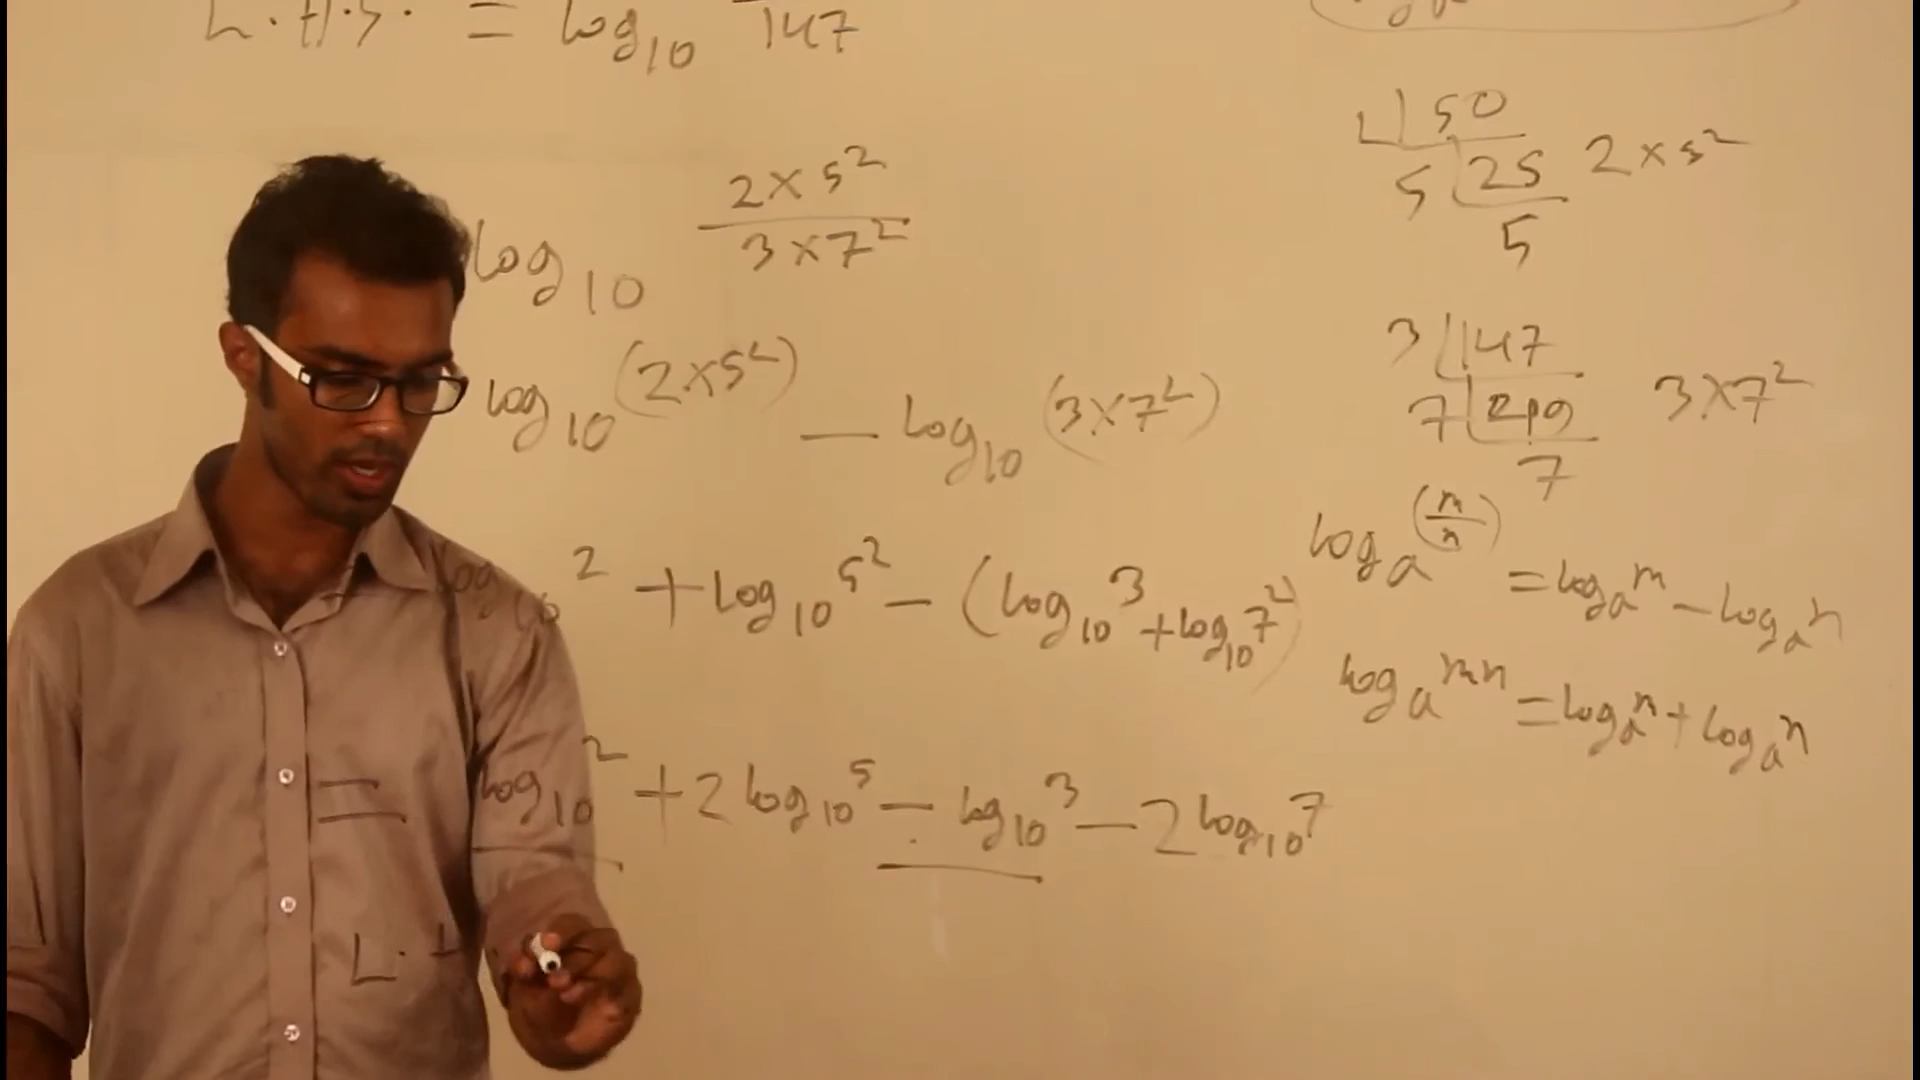 L.H.S. = log₁₀ 147
log₁₀ 2×5² / 3×7²
log₁₀ (2×5²) — log₁₀ (3×7²)
log₁₀ 2 + log₁₀ 5² — (log₁₀ 3 + log₁₀ 7²)
= log₁₀ 2 + 2 log₁₀ 5 — log₁₀ 3 — 2 log₁₀ 7
L.
50
5 25 2×5²
5
3 147
7 49 3×7²
7
logₐ (m/n) = logₐ m — logₐ n
logₐ mn = logₐ m + logₐ n